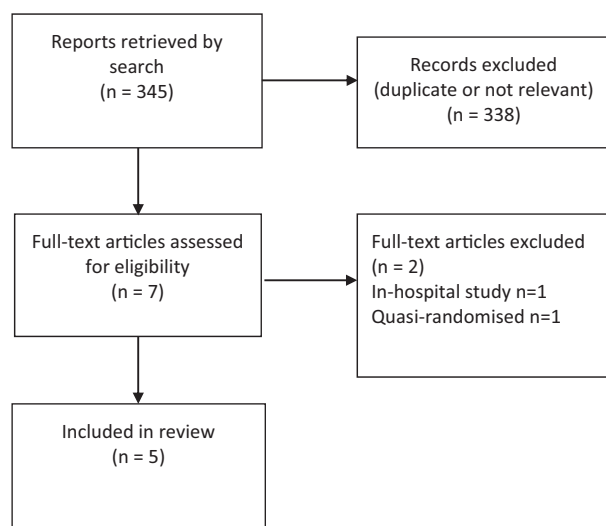 Reports retrieved by
search
(n = 345)
Records excluded
(duplicate or not relevant)
(n = 338)
Full-text articles assessed
for eligibility
(n = 7)
Full-text articles excluded
(n = 2)
In-hospital study n=1
Quasi-randomised n=1
Included in review
(n = 5)